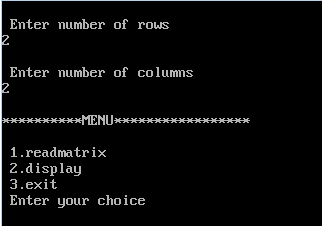 Enter number of rows
2
Enter number of columns
2
**********MENU*****************
1.readmatrix
2.display
3.exit
Enter your choice